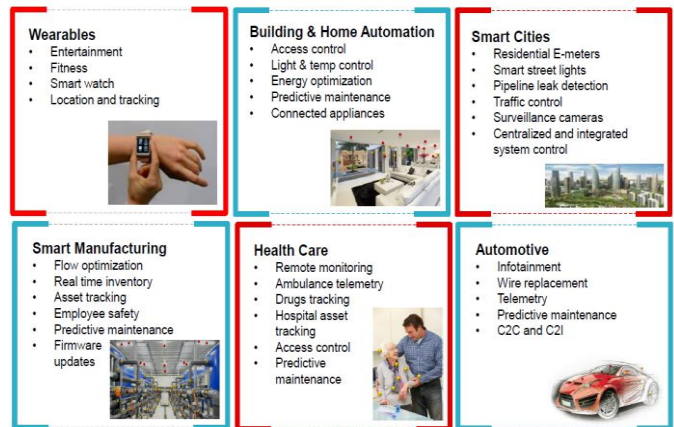 Wearables
Entertainment
Fitness
Smart watch
Location and tracking
Building & Home Automation
Access control
Light & temp control
Energy optimization
Predictive maintenance
Connected appliances
Smart Cities
Residential E-meters
Smart street lights
Pipeline leak detection
Traffic control
Surveillance cameras
Centralized and integrated
system control
Smart Manufacturing
Flow optimization
Real time inventory
Asset tracking
Employee safety
Predictive maintenance
Firmware
updates
Health Care
Remote monitoring
Ambulance telemetry
Drugs tracking
Hospital asset
tracking
Access control
Predictive
maintenance
Automotive
Infotainment
Wire replacement
Telemetry
Predictive maintenance
C2C and C2I